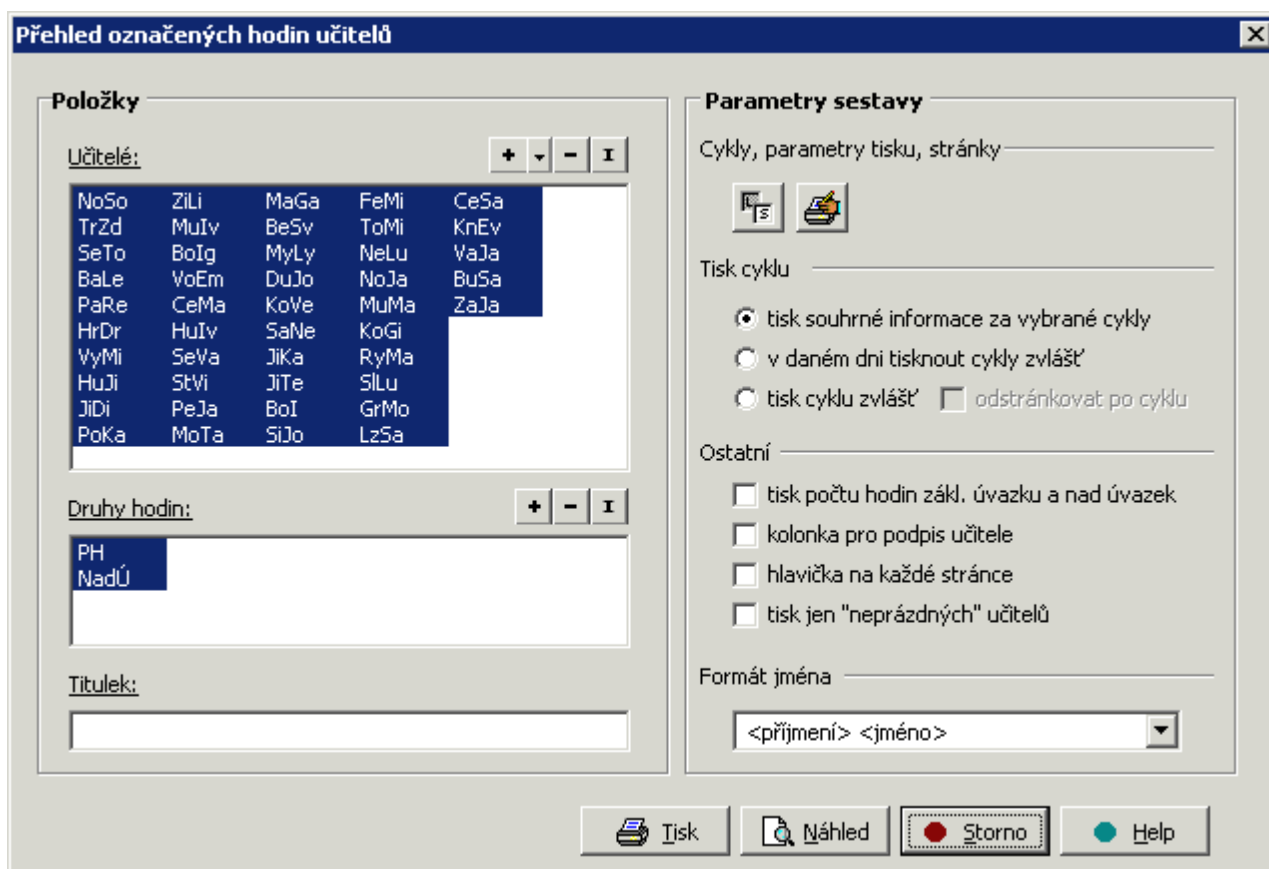 Přehled označených hodin učitelů
Položky
Učitelé:
NoSo ZiLi MaGa FeMi CeSa
TrZd MuIv BeSv ToMi KnEv
SeTo BoIg MyLy NeLu VaJa
BaLe VoEm DuJo NoJa BuSa
PaRe CeMa KoVe MuMa ZaJa
HrDr HuIv SaNe KoGi
VyMi SeVa JiKa RyMa
HuJi StVi JiTe SlLu
JiDi PeJa BoI GrMo
PoKa MoTa SiJo LzSa
Druhy hodin:
PH
NadÚ
Titulek:
Parametry sestavy
Cykly, parametry tisku, stránky
Tisk cyklu
tisk souhrné informace za vybrané cykly
v daném dni tisknout cykly zvlášť
tisk cyklu zvlášť odstránkovat po cyklu
Ostatní
tisk počtu hodin zákl. úvazku a nad úvazek
kolonka pro podpis učitele
hlavička na každé stránce
tisk jen "neprázdných" učitelů
Formát jména
<příjmení> <jméno>
Tisk Náhled Storno Help